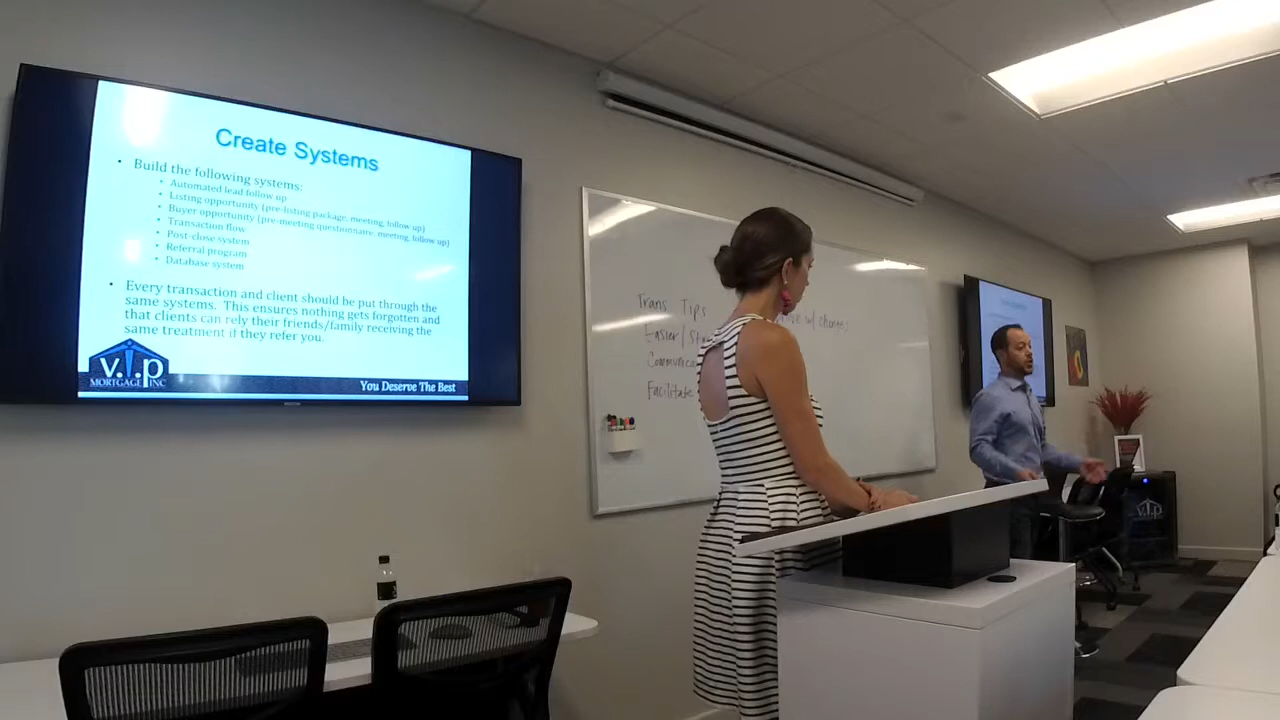 Create Systems
• Build the following systems:
• Automated lead follow up
• Listing opportunity (pre-listing package, meeting, follow up)
• Buyer opportunity (pre-meeting questionnaire, meeting, follow up)
• Transaction flow
• Post-close system
• Referral program
• Database system
• Every transaction and client should be put through the
same systems. This ensures nothing gets forgotten and
that clients can rely their friends/family receiving the
same treatment if they refer you.
v.i.p
MORTGAGE INC
You Deserve The Best
Trans Tips
Easier/
Facilitate
v.i.p